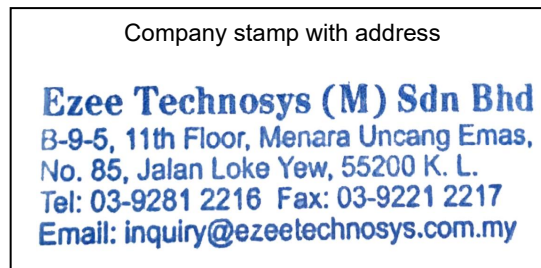 Company stamp with address
Ezee Technosys (M) Sdn Bhd
B-9-5, 11th Floor, Menara Uncang Emas,
No. 85, Jalan Loke Yew, 55200 K. L.
Tel: 03-9281 2216 Fax: 03-9221 2217
Email: inquiry@ezeetechnosys.com.my